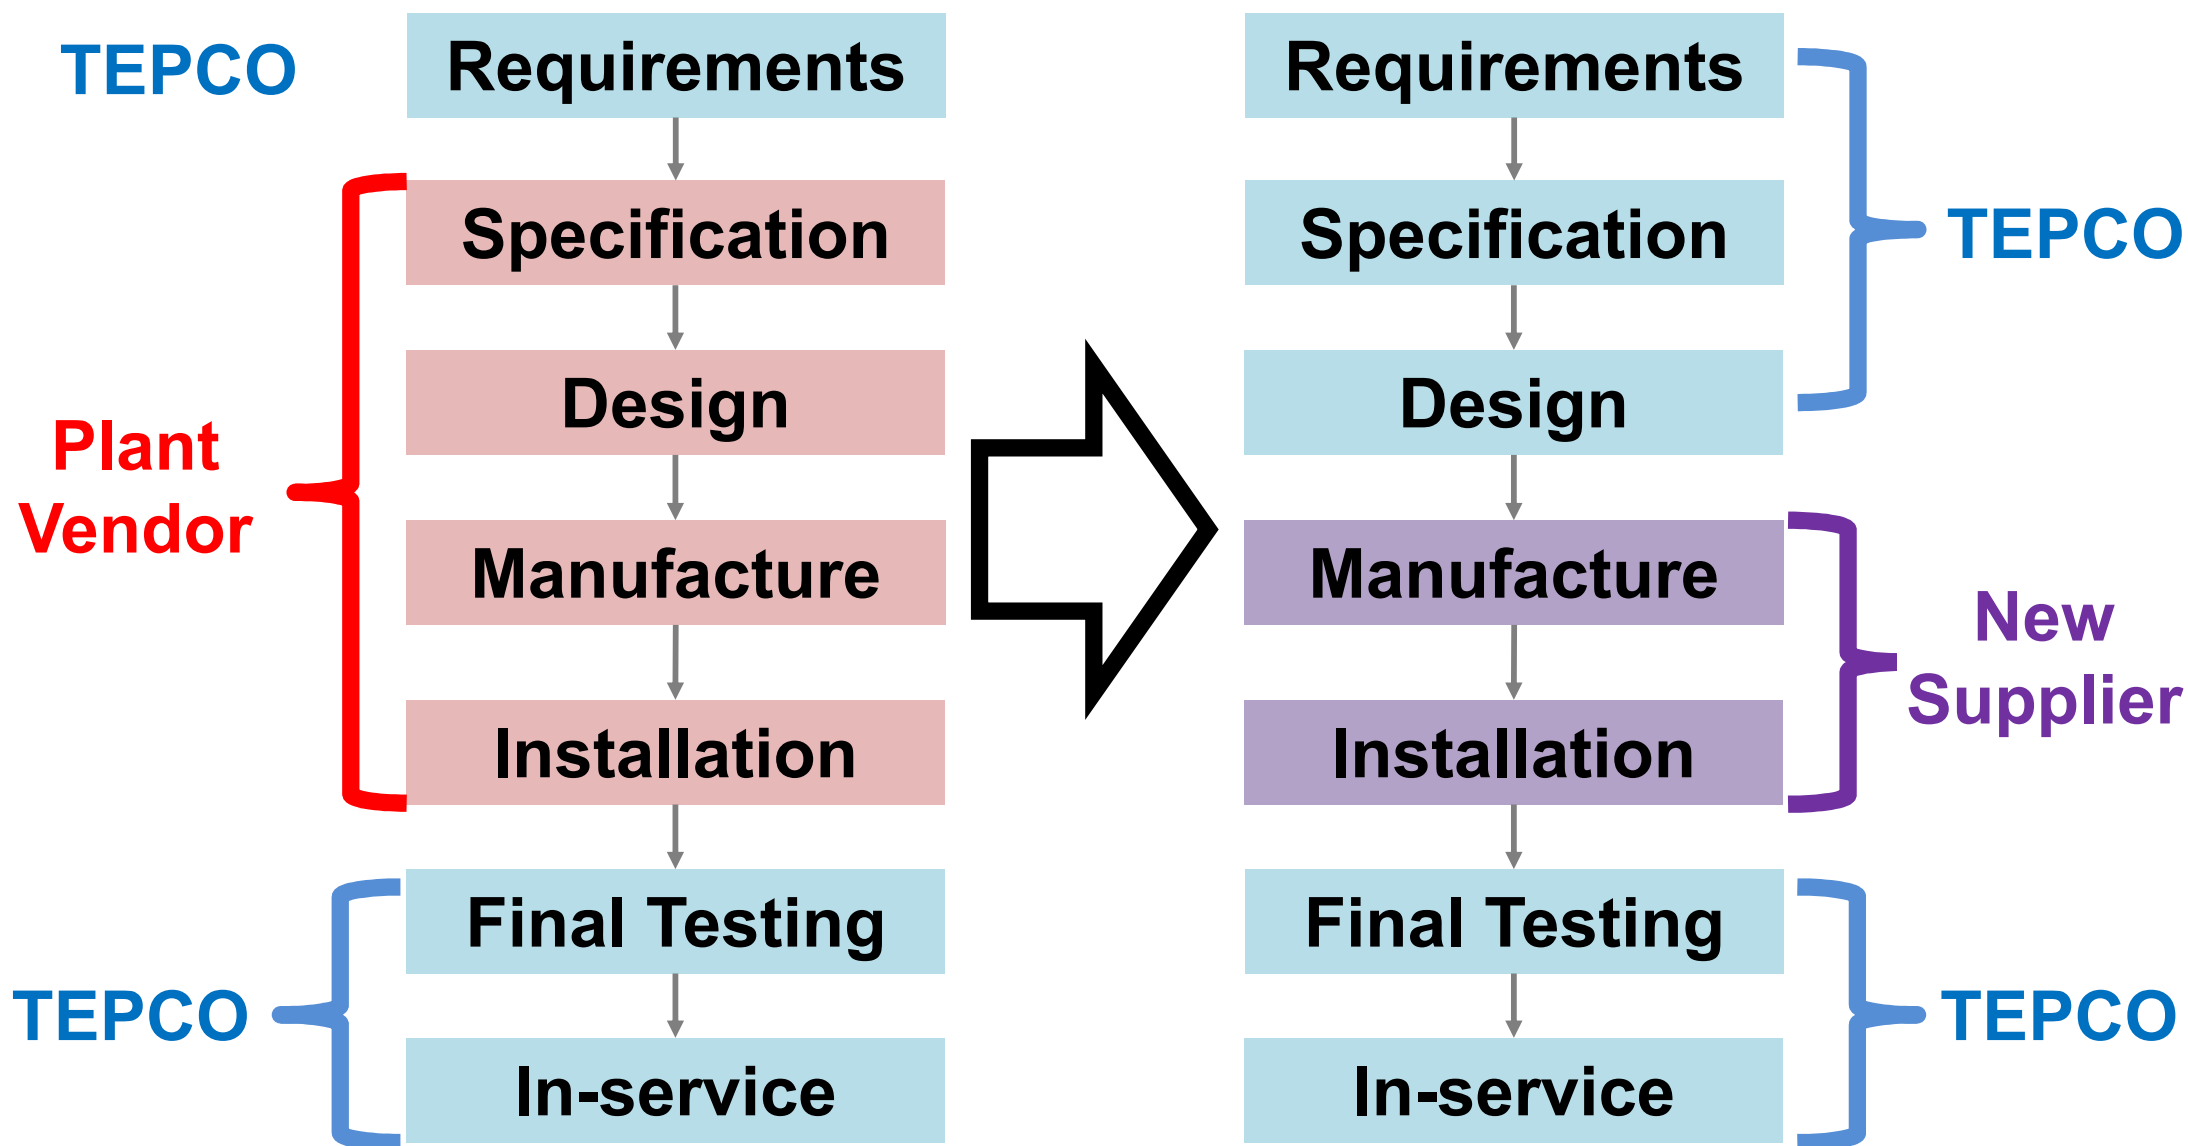 TEPCO
Requirements
Specification
Design
Plant
Vendor
Manufacture
Installation
Final Testing
TEPCO
In-service
Requirements
Specification
TEPCO
Design
Manufacture
New
Supplier
Installation
Final Testing
TEPCO
In-service